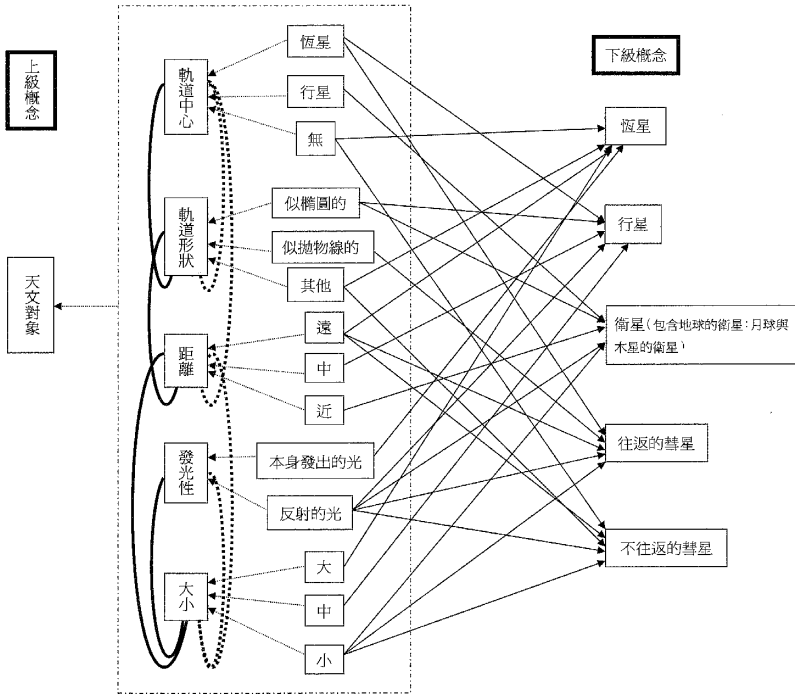 上級概念
天文對象
軌道中心
軌道形狀
距離
發光性
大小
恆星
行星
無
似橢圓的
似拋物線的
其他
遠
中
近
本身發出的光
反射的光
大
中
小
下級概念
恆星
行星
衛星(包含地球的衛星:月球與
木星的衛星)
往返的彗星
不往返的彗星